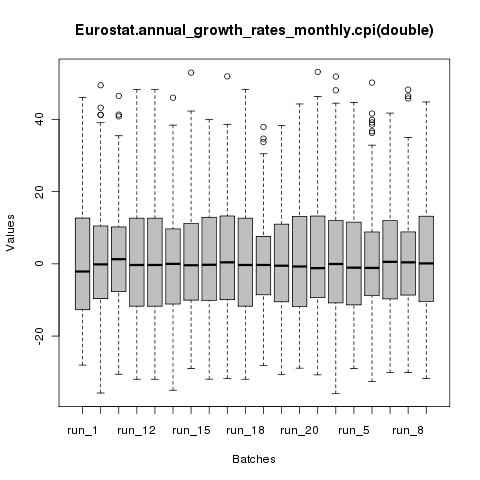 Eurostat.annual_growth_rates_monthly.cpi(double)
Values
40
20
0
-20
run_1 run_12 run_15 run_18 run_20 run_5 run_8
Batches